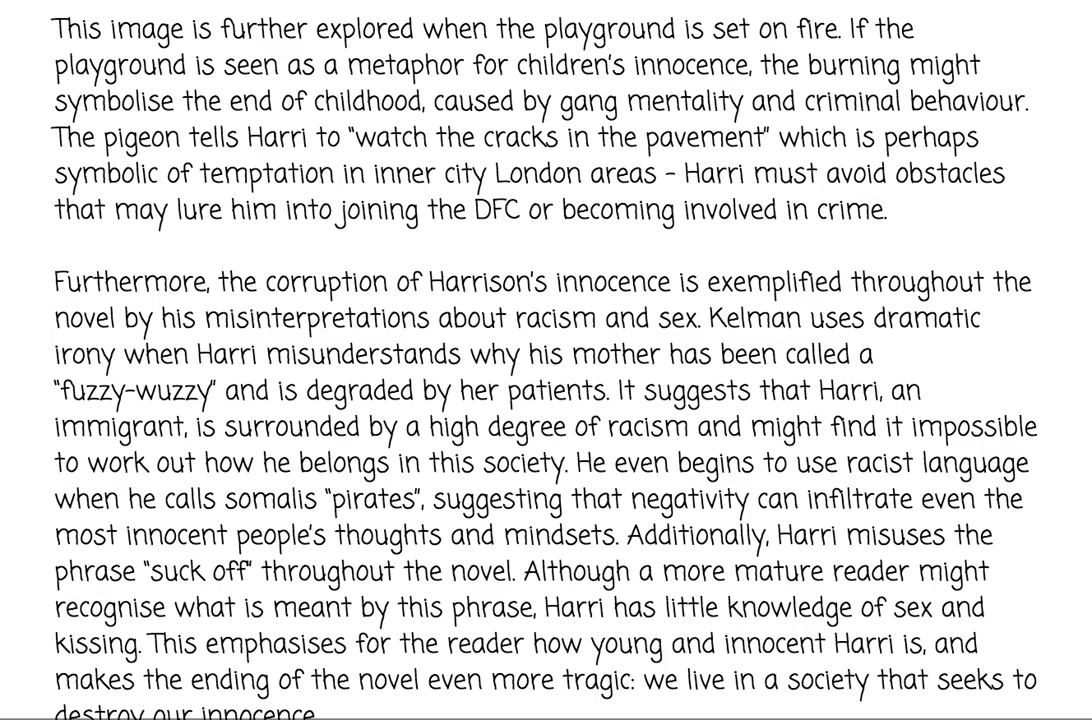 This image is further explored when the playground is set on fire. If the
playground is seen as a metaphor for children's innocence, the burning might
symbolise the end of childhood, caused by gang mentality and criminal behaviour.
The pigeon tells Harri to "watch the cracks in the pavement" which is perhaps
symbolic of temptation in inner city London areas - Harri must avoid obstacles
that may lure him into joining the DFC or becoming involved in crime.

Furthermore, the corruption of Harrison's innocence is exemplified throughout the
novel by his misinterpretations about racism and sex. Kelman uses dramatic
irony when Harri misunderstands why his mother has been called a
"fuzzy-wuzzy" and is degraded by her patients. It suggests that Harri, an
immigrant, is surrounded by a high degree of racism and might find it impossible
to work out how he belongs in this society. He even begins to use racist language
when he calls somalis "pirates", suggesting that negativity can infiltrate even the
most innocent people's thoughts and mindsets. Additionally, Harri misuses the
phrase "suck off" throughout the novel. Although a more mature reader might
recognise what is meant by this phrase, Harri has little knowledge of sex and
kissing. This emphasises for the reader how young and innocent Harri is, and
makes the ending of the novel even more tragic: we live in a society that seeks to
destroy our innocence.